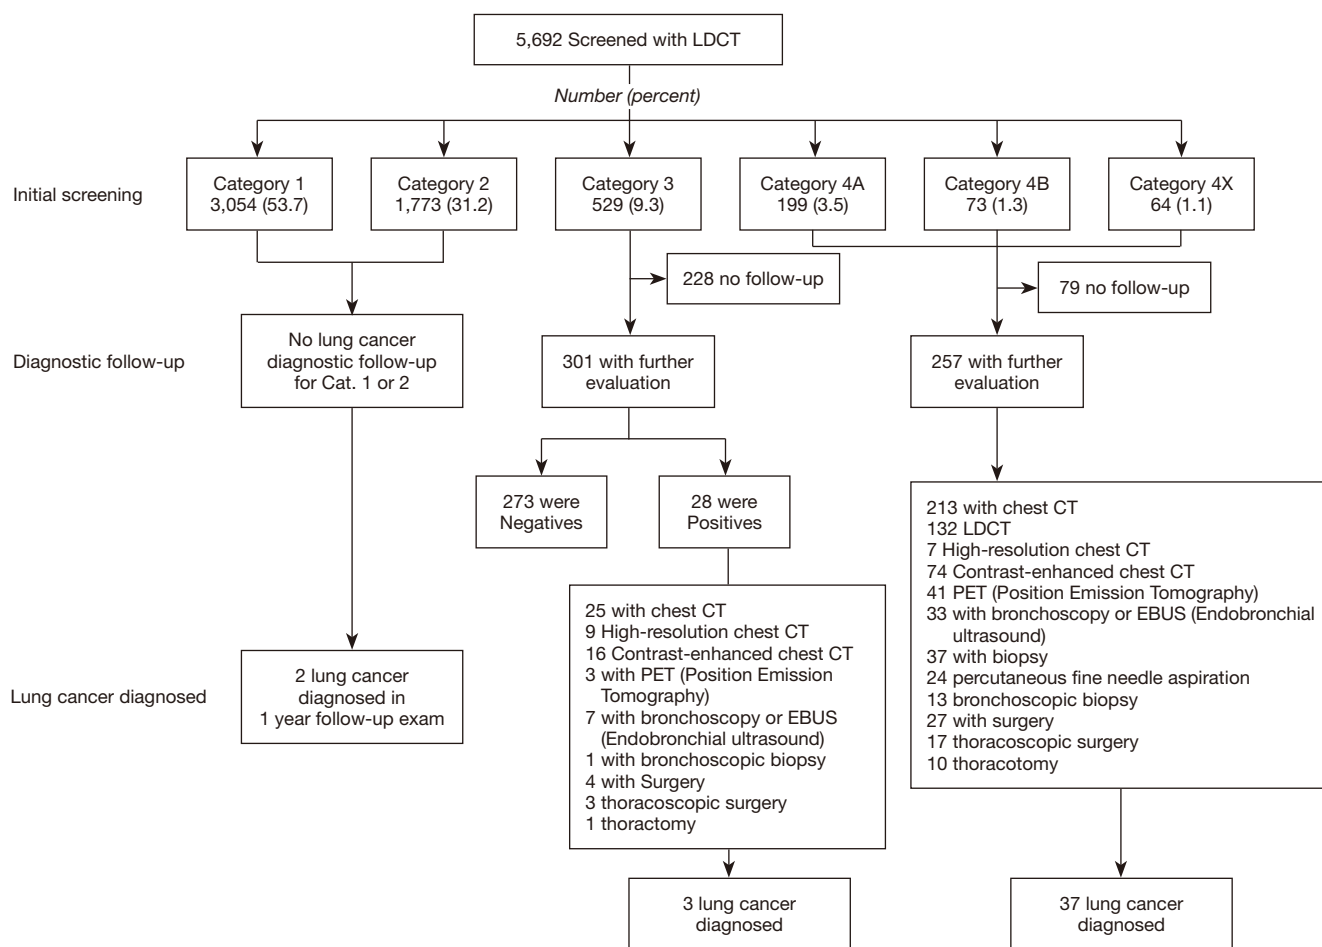 5,692 Screened with LDCT
Number (percent)
Initial screening
Category 1
3,054 (53.7)
Category 2
1,773 (31.2)
Category 3
529 (9.3)
Category 4A
199 (3.5)
Category 4B
73 (1.3)
Category 4X
64 (1.1)
228 no follow-up
79 no follow-up
Diagnostic follow-up
No lung cancer
diagnostic follow-up
for Cat. 1 or 2
301 with further
evaluation
257 with further
evaluation
273 were
Negatives
28 were
Positives
25 with chest CT
9 High-resolution chest CT
16 Contrast-enhanced chest CT
3 with PET (Position Emission
Tomography)
7 with bronchoscopy or EBUS
(Endobronchial ultrasound)
1 with bronchoscopic biopsy
4 with Surgery
3 thoracoscopic surgery
1 thoractomy
213 with chest CT
132 LDCT
7 High-resolution chest CT
74 Contrast-enhanced chest CT
41 PET (Position Emission Tomography)
33 with bronchoscopy or EBUS (Endobronchial
ultrasound)
37 with biopsy
24 percutaneous fine needle aspiration
13 bronchoscopic biopsy
27 with surgery
17 thoracoscopic surgery
10 thoracotomy
Lung cancer diagnosed
2 lung cancer
diagnosed in
1 year follow-up exam
3 lung cancer
diagnosed
37 lung cancer
diagnosed